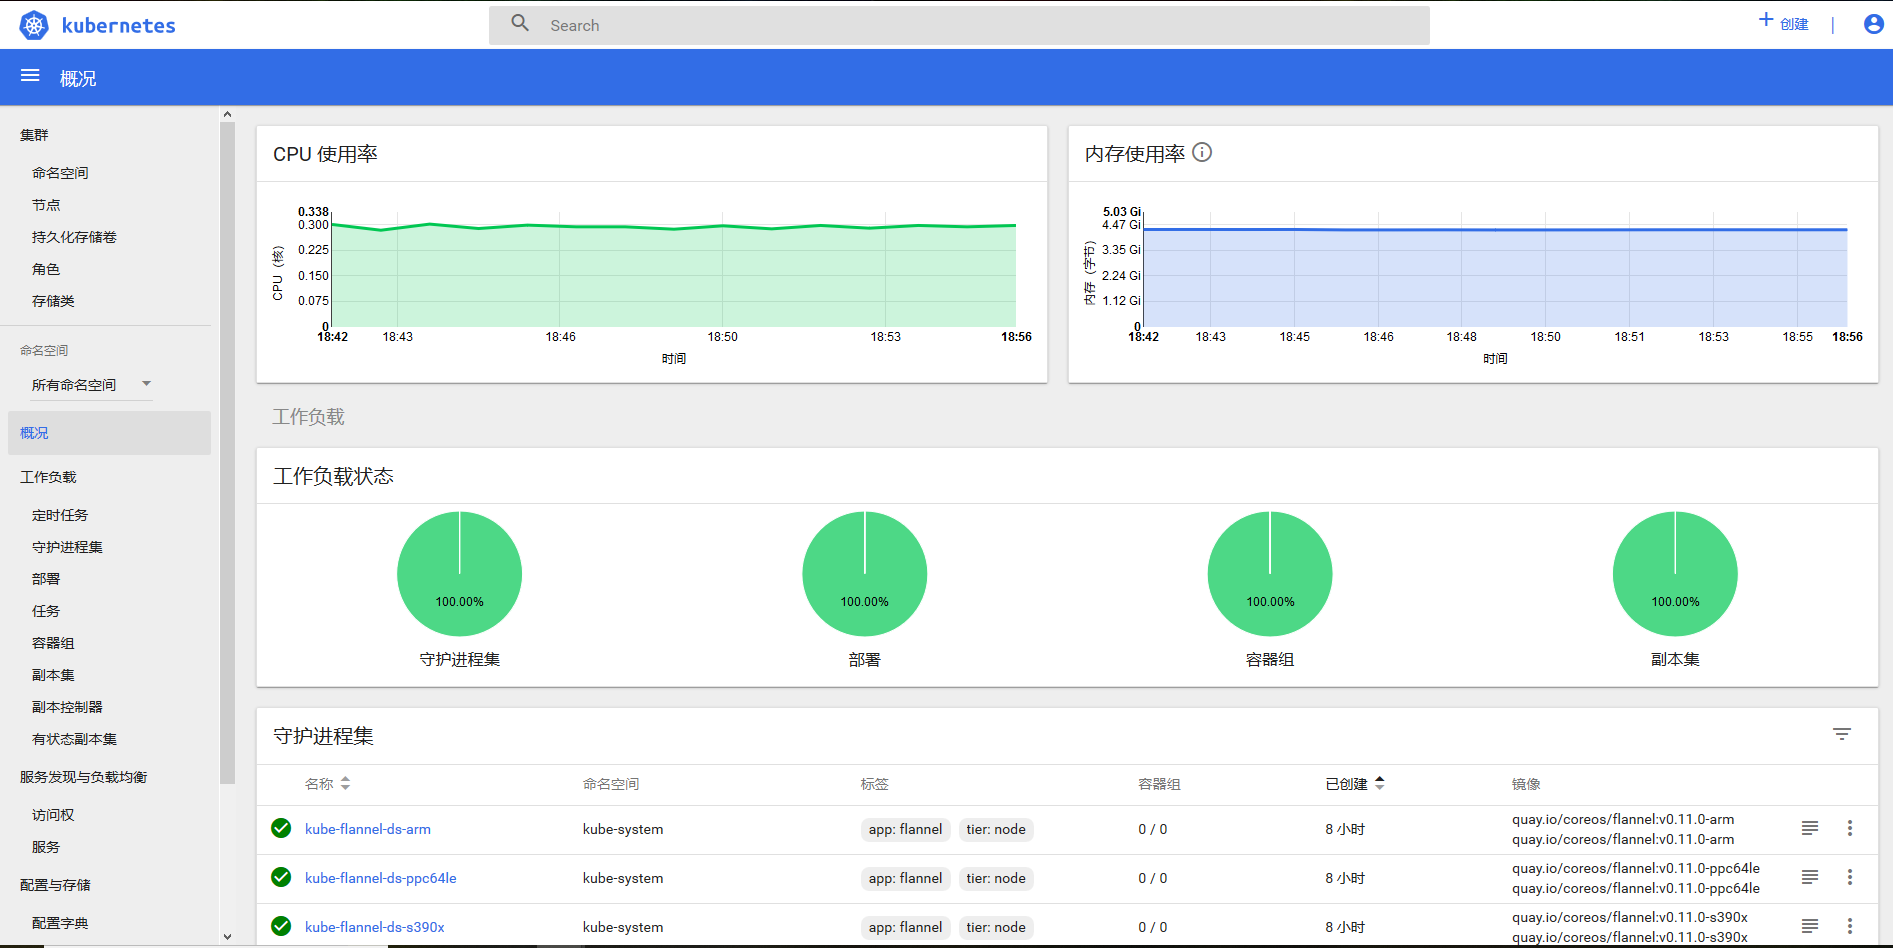 kubernetes
Search
创建
概况
集群
命名空间
节点
持久化存储卷
角色
存储类
命名空间
所有命名空间
概况
工作负载
定时任务
守护进程集
部署
任务
容器组
副本集
副本控制器
有状态副本集
服务发现与负载均衡
访问权
服务
配置与存储
配置字典
CPU 使用率
CPU（核）
0.338
0.300
0.225
0.150
0.075
0
18:42 18:43 18:46 18:50 18:53 18:56
时间
内存使用率
内存（字节）
5.03 Gi
4.47 Gi
3.35 Gi
2.24 Gi
1.12 Gi
0
18:42 18:43 18:45 18:46 18:48 18:50 18:51 18:53 18:55 18:56
时间
工作负载
工作负载状态
100.00% 100.00% 100.00% 100.00%
守护进程集 部署 容器组 副本集
守护进程集
名称 命名空间 标签 容器组 已创建 镜像
kube-flannel-ds-arm kube-system app: flannel tier: node 0 / 0 8 小时 quay.io/coreos/flannel:v0.11.0-arm
quay.io/coreos/flannel:v0.11.0-arm
kube-flannel-ds-ppc64le kube-system app: flannel tier: node 0 / 0 8 小时 quay.io/coreos/flannel:v0.11.0-ppc64le
quay.io/coreos/flannel:v0.11.0-ppc64le
kube-flannel-ds-s390x kube-system app: flannel tier: node 0 / 0 8 小时 quay.io/coreos/flannel:v0.11.0-s390x
quay.io/coreos/flannel:v0.11.0-s390x